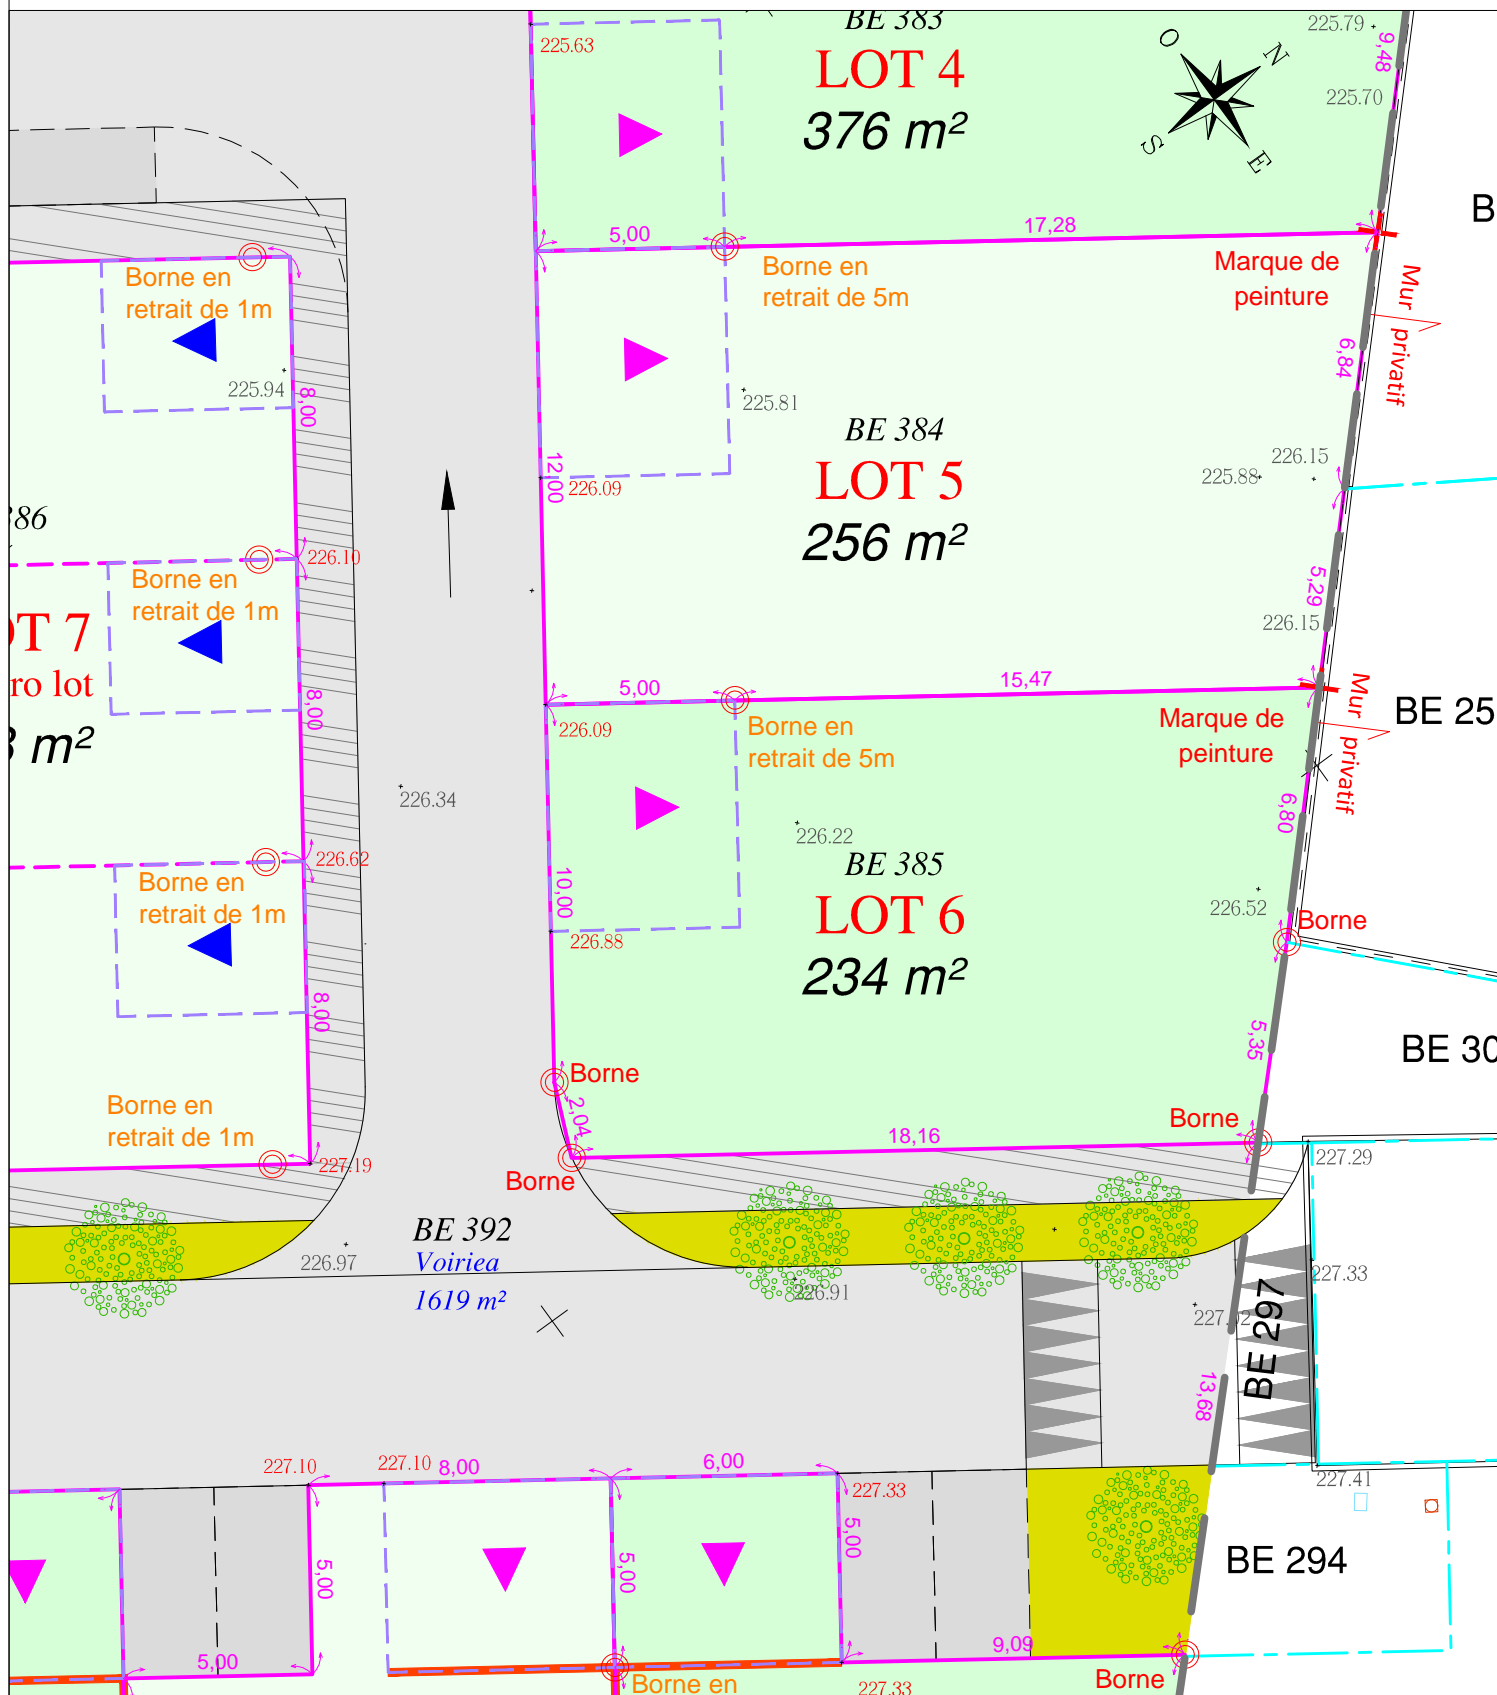 BE 383
LOT 4
376 m²
225.63
225.79
9,48
225.70
O
N
S
E
5,00
17,28
Borne en
retrait de 1m
Borne en
retrait de 5m
Marque de
peinture
Mur privatif
6,84
225.94
8,00
225.81
BE 384
LOT 5
256 m²
12,00
226.09
226.15
225.88
226.10
Borne en
retrait de 1m
5,29
226.15
ro lot
8,00
5,00
15,47
226.09
Borne en
retrait de 5m
Marque de
peinture
Mur privatif
BE 25
226.34
226.22
6,80
BE 385
LOT 6
234 m²
226.62
Borne en
retrait de 1m
10,00
226.88
226.52
Borne
8,00
5,35
BE 30
Borne
2,04
Borne en
retrait de 1m
18,16
Borne
227.19
Borne
227.29
BE 392
Voiriea
1619 m²
226.97
226.91
227.33
BE 297
13,68
227.10
227.10
8,00
6,00
227.33
227.41
5,00
5,00
5,00
BE 294
5,00
9,09
Borne
Borne en
227.33